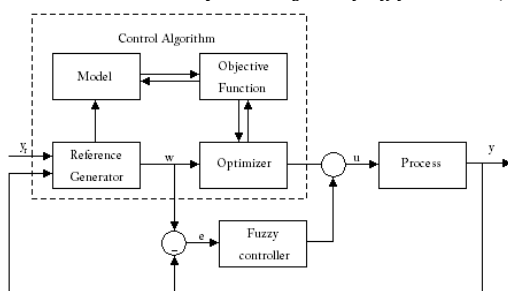 Control Algorithm
Model
Objective
Function
yr
Reference
Generator
w
Optimizer
u
Process
y
-
e
Fuzzy
controller